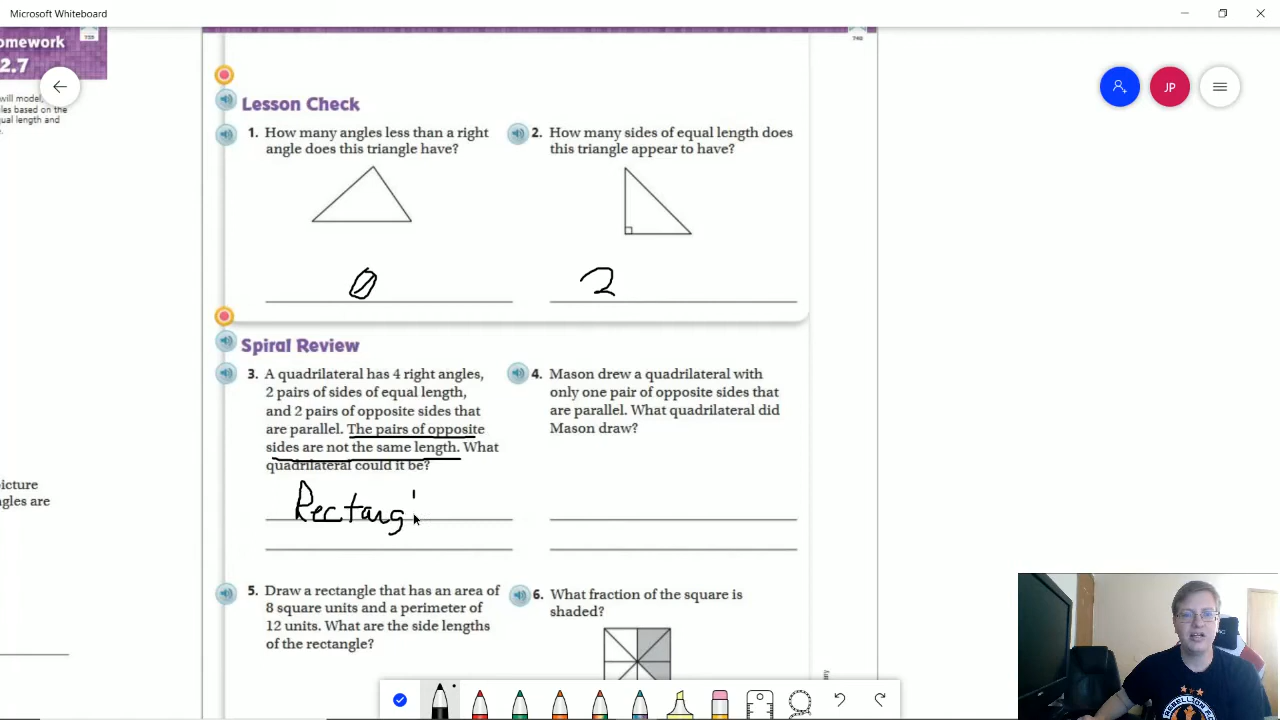 Microsoft Whiteboard
omework
2.7
will model,
les based on the
qual length and
e.
icture
ngles are
739
740
JP
Lesson Check
1. How many angles less than a right
angle does this triangle have?
0
2. How many sides of equal length does
this triangle appear to have?
2
Spiral Review
3. A quadrilateral has 4 right angles,
2 pairs of sides of equal length,
and 2 pairs of opposite sides that
are parallel. The pairs of opposite
sides are not the same length. What
quadrilateral could it be?
Rectang
4. Mason drew a quadrilateral with
only one pair of opposite sides that
are parallel. What quadrilateral did
Mason draw?
5. Draw a rectangle that has an area of
8 square units and a perimeter of
12 units. What are the side lengths
of the rectangle?
6. What fraction of the square is
shaded?